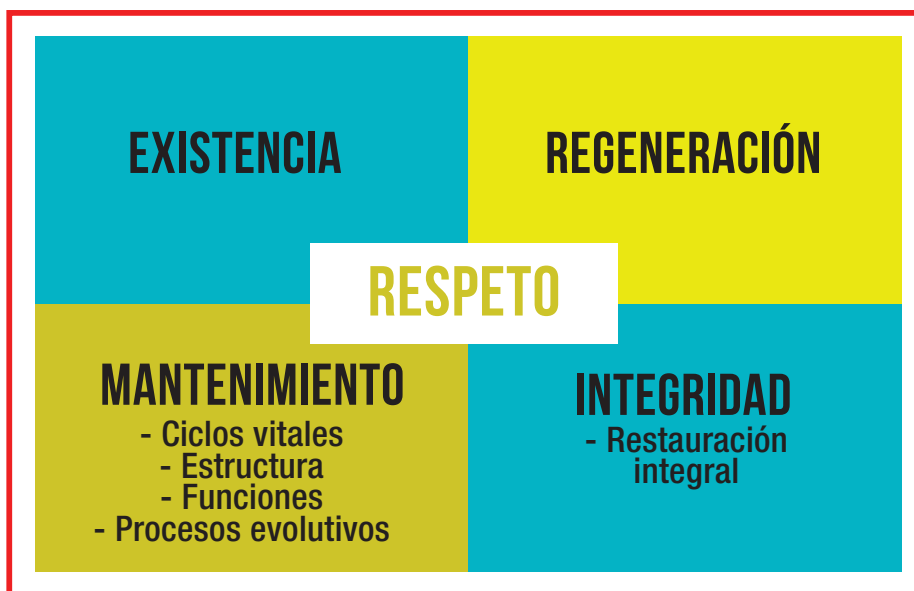 EXISTENCIA
REGENERACIÓN
RESPETO
MANTENIMIENTO
- Ciclos vitales
- Estructura
- Funciones
- Procesos evolutivos
INTEGRIDAD
- Restauración
integral